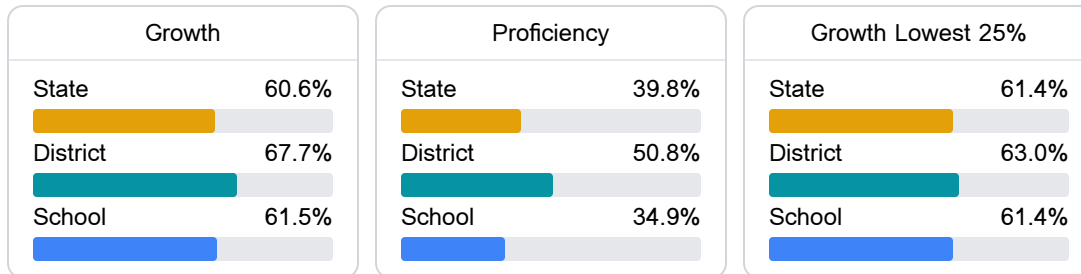 Growth
State 60.6%
District 67.7%
School 61.5%
Proficiency
State 39.8%
District 50.8%
School 34.9%
Growth Lowest 25%
State 61.4%
District 63.0%
School 61.4%